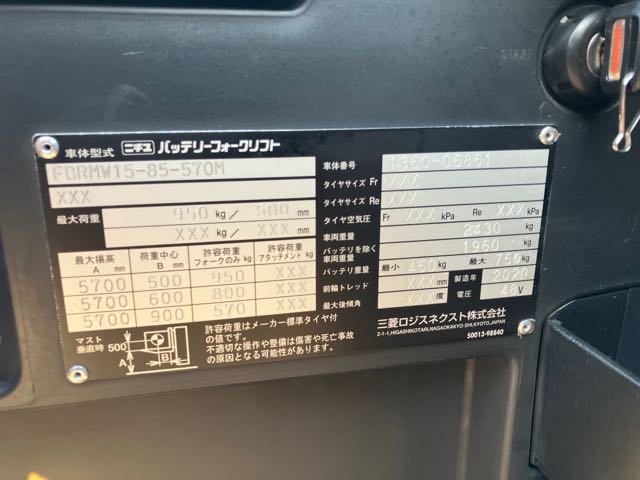 車体型式 ニチユ バッテリーフォークリフト
FBRMW15-85-570M
XXX
最大荷重 950 kg / 500 mm
XXX kg / XXX mm
最大揚高 A mm 荷重中心 B mm 許容荷重 フォークのみ kg 許容荷重 アタッチメント kg
5700 500 950 XXX
5700 600 800 XXX
5700 900 570 XXX
マスト垂直時 500 B A
許容荷重はメーカー標準タイヤ付
の値です。
不適切な操作や整備は傷害や死亡事故
の原因となる可能性があります。
車体番号 1360-06851
タイヤサイズ Fr XXX
タイヤサイズ Re XXX
タイヤ空気圧 Fr XXX kPa Re XXX kPa
車両重量 2430 kg
バッテリを除く車両重量 1960 kg
バッテリ重量 最小 450 kg 最大 750 kg
前輪トレッド XXX mm 製造年 2020
最大後傾角 XXX 度 電圧 48 V
三菱ロジスネクスト株式会社
2-1-1,HIGASHIKOTARI,NAGAOKAKYO-SHI,KYOTO,JAPAN
50013-98840